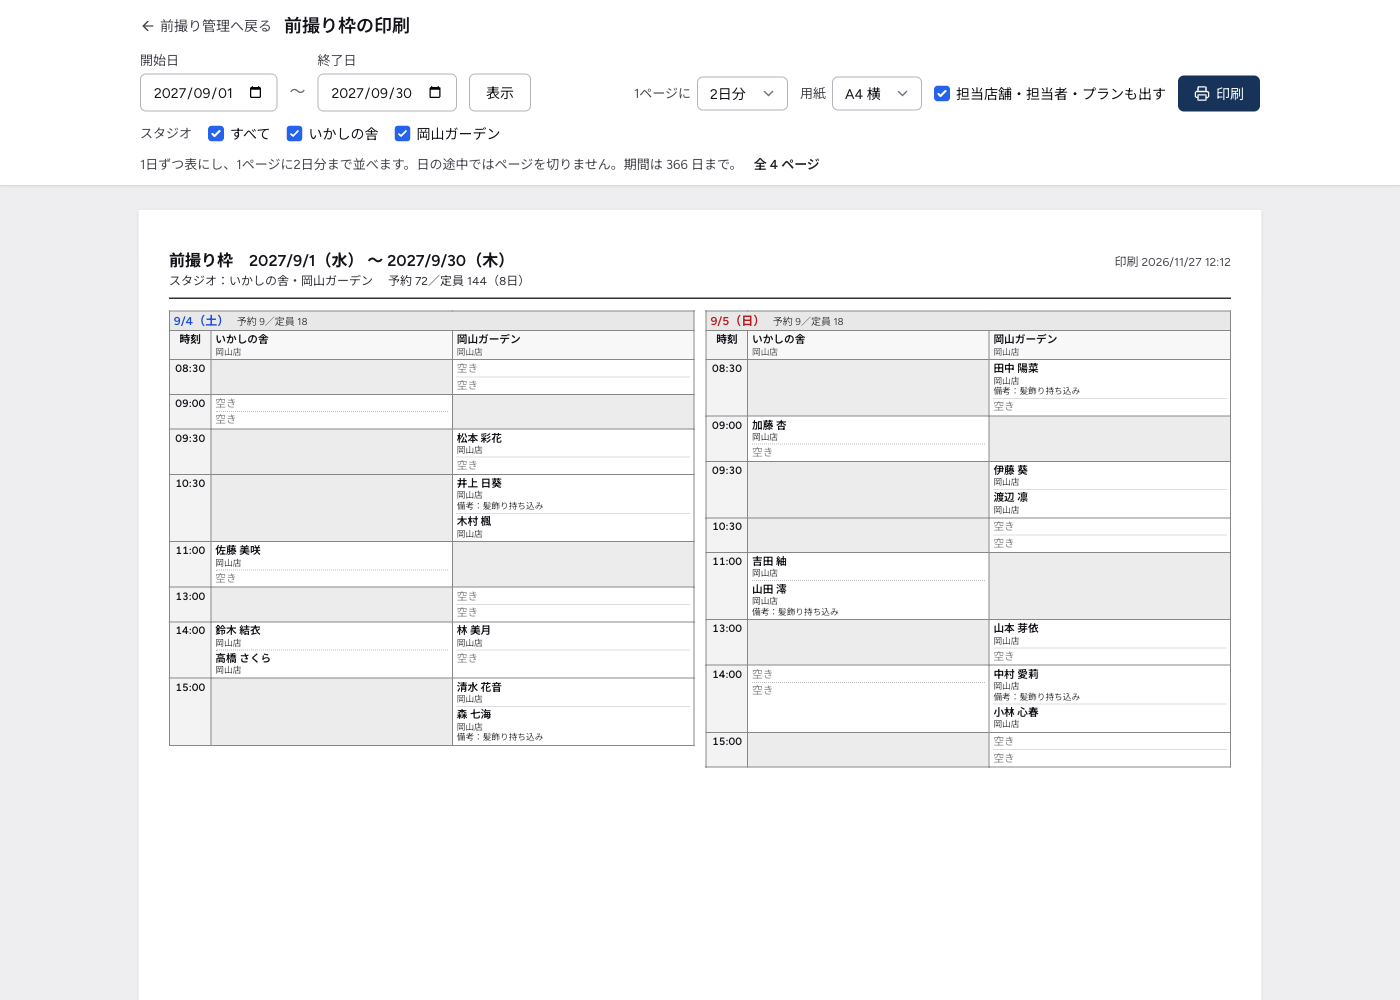 ← 前撮り管理へ戻る 前撮り枠の印刷
開始日 終了日
2027/09/01 ～ 2027/09/30 表示 1ページに 2日分 用紙 A4 横 担当店舗・担当者・プランも出す 印刷
スタジオ すべて いかしの舎 岡山ガーデン
1日ずつ表にし、1ページに2日分まで並べます。日の途中ではページを切りません。期間は 366 日まで。 全 4 ページ
前撮り枠 2027/9/1（水）～ 2027/9/30（木）
印刷 2026/11/27 12:12
スタジオ：いかしの舎・岡山ガーデン 予約 72／定員 144（8日）
9/4（土） 予約 9／定員 18
時刻 いかしの舎 岡山ガーデン
岡山店 岡山店
08:30 空き
空き
09:00 空き
空き
09:30 松本 彩花
岡山店
空き
10:30 井上 日葵
岡山店
備考：髪飾り持ち込み
木村 楓
岡山店
11:00 佐藤 美咲
岡山店
空き
13:00 空き
空き
14:00 鈴木 結衣 林 美月
岡山店 岡山店
高橋 さくら 空き
岡山店
15:00 清水 花音
岡山店
森 七海
岡山店
備考：髪飾り持ち込み
9/5（日） 予約 9／定員 18
時刻 いかしの舎 岡山ガーデン
岡山店 岡山店
08:30 田中 陽菜
岡山店
備考：髪飾り持ち込み
空き
09:00 加藤 杏
岡山店
空き
09:30 伊藤 葵
岡山店
渡辺 凛
岡山店
10:30 空き
空き
11:00 吉田 紬
岡山店
山田 澪
岡山店
備考：髪飾り持ち込み
13:00 山本 芽依
岡山店
空き
14:00 空き 中村 愛莉
空き 岡山店
備考：髪飾り持ち込み
小林 心春
岡山店
15:00 空き
空き